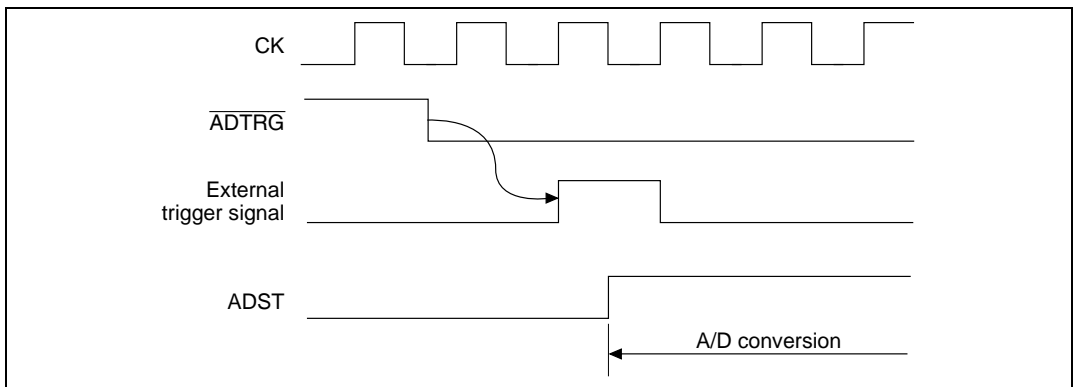 CK
ADTRG
External
trigger signal
ADST
A/D conversion